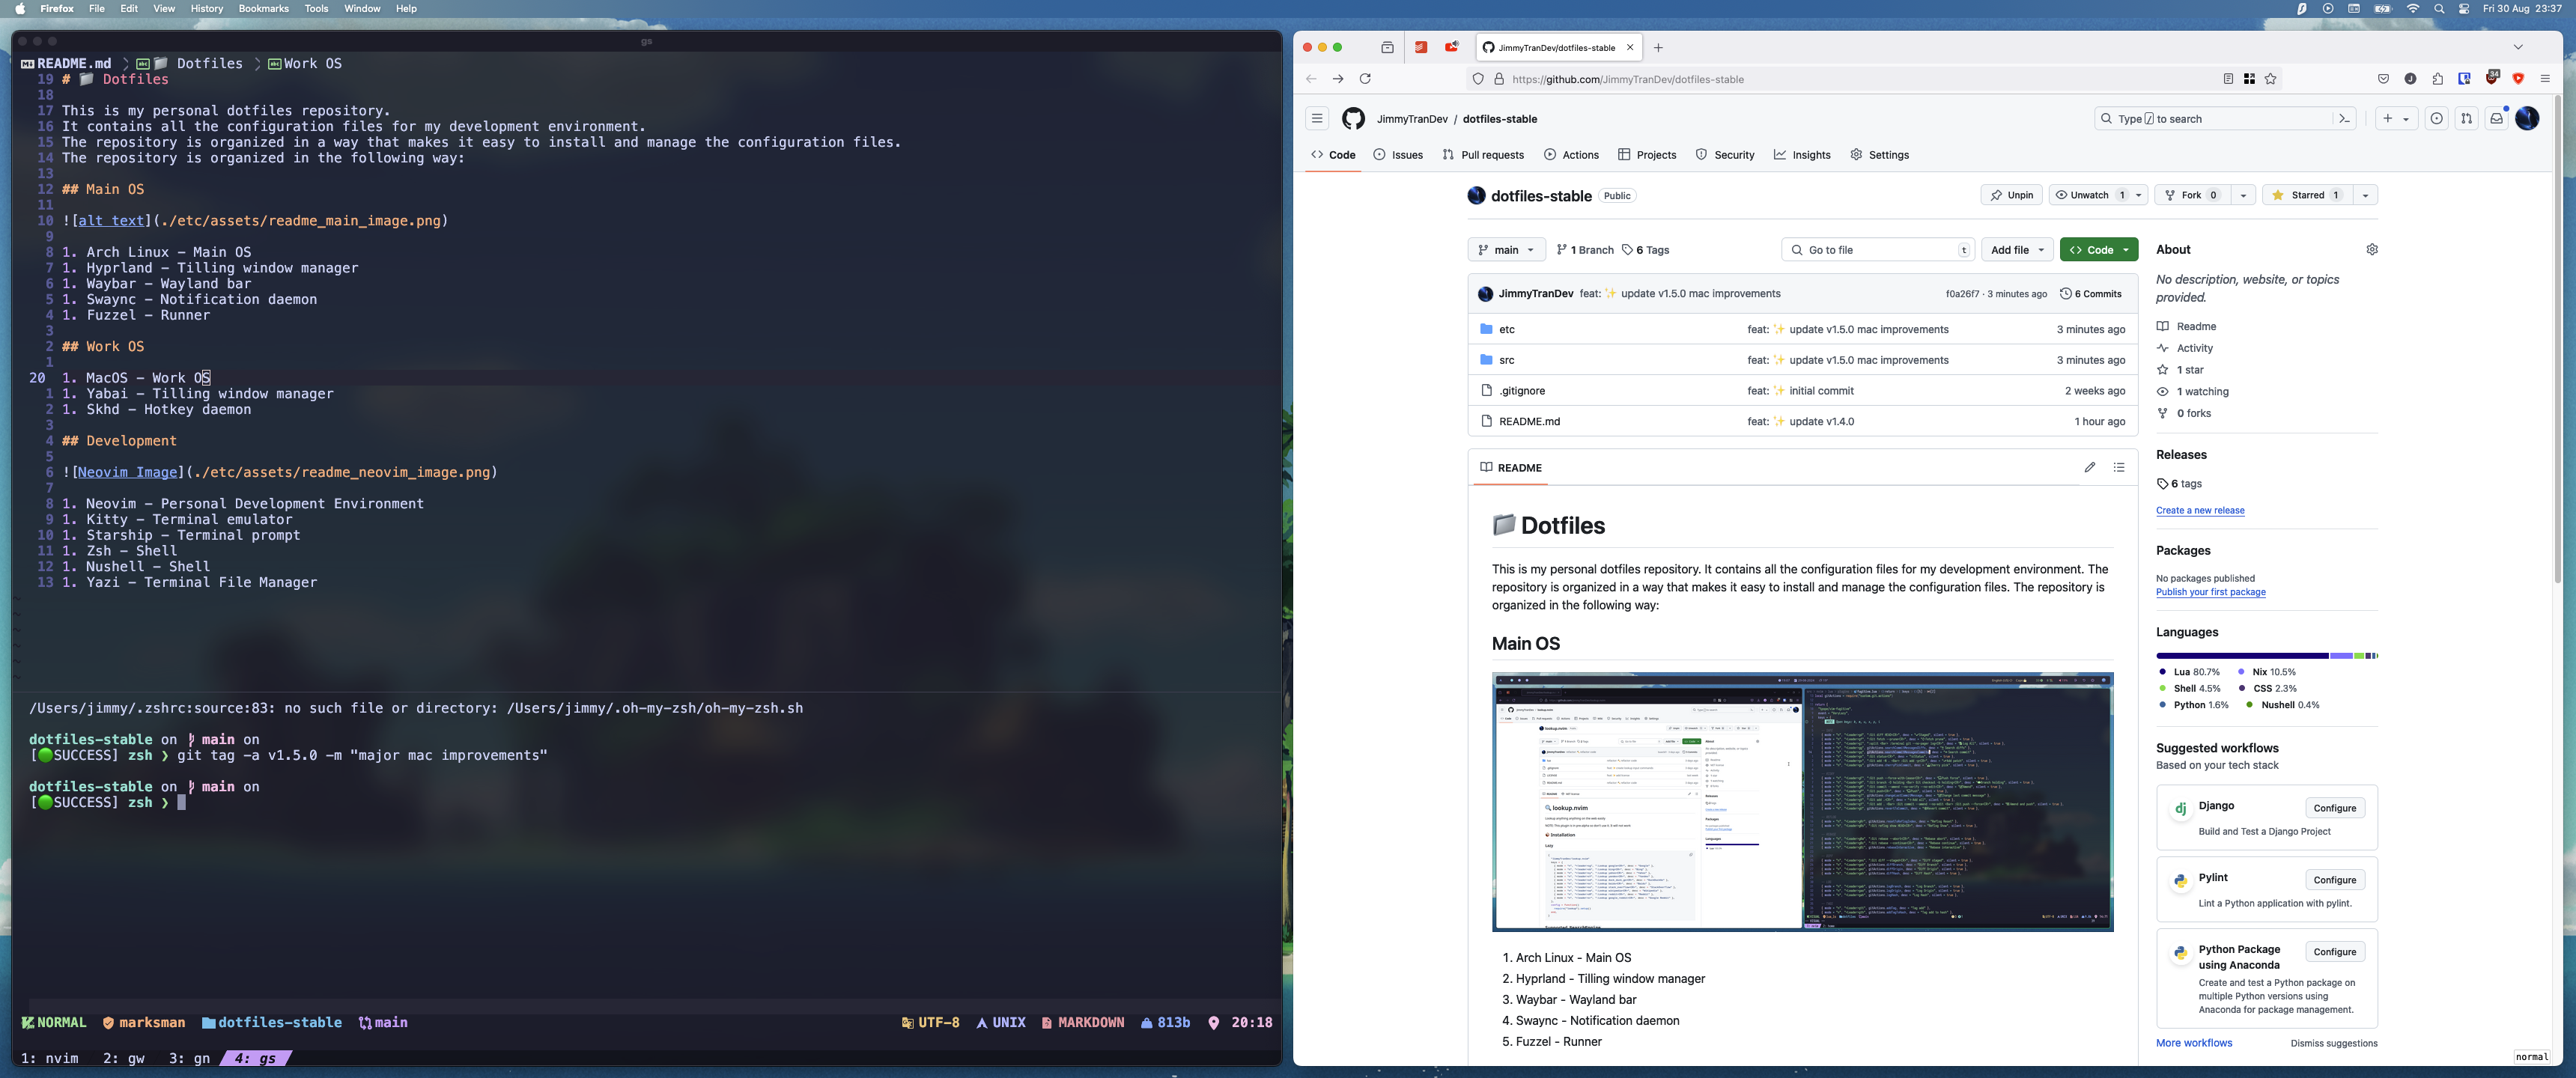 Firefox File Edit View History Bookmarks Tools Window Help
Fri 30 Aug 23:37
gs
README.md > Dotfiles > Work OS
19 # 📁 Dotfiles
18
17 This is my personal dotfiles repository.
16 It contains all the configuration files for my development environment.
15 The repository is organized in a way that makes it easy to install and manage the configuration files.
14 The repository is organized in the following way:
13
12 ## Main OS
11
10 ![alt text](./etc/assets/readme_main_image.png)
9
8 1. Arch Linux - Main OS
7 1. Hyprland - Tilling window manager
6 1. Waybar - Wayland bar
5 1. Swaync - Notification daemon
4 1. Fuzzel - Runner
3
2 ## Work OS
1
20 1. MacOS - Work OS
1 1. Yabai - Tilling window manager
2 1. Skhd - Hotkey daemon
3
4 ## Development
5
6 ![Neovim Image](./etc/assets/readme_neovim_image.png)
7
8 1. Neovim - Personal Development Environment
9 1. Kitty - Terminal emulator
10 1. Starship - Terminal prompt
11 1. Zsh - Shell
12 1. Nushell - Shell
13 1. Yazi - Terminal File Manager
/Users/jimmy/.zshrc:source:83: no such file or directory: /Users/jimmy/.oh-my-zsh/oh-my-zsh.sh
dotfiles-stable on main on
[🟢SUCCESS] zsh ❯ git tag -a v1.5.0 -m "major mac improvements"
dotfiles-stable on main on
[🟢SUCCESS] zsh ❯
NORMAL marksman dotfiles-stable main UTF-8 UNIX MARKDOWN 813b 20:18
1: nvim 2: gw 3: gn 4: gs
JimmyTranDev/dotfiles-stable
https://github.com/JimmyTranDev/dotfiles-stable
34
JimmyTranDev / dotfiles-stable
Type / to search
Code Issues Pull requests Actions Projects Security Insights Settings
dotfiles-stable Public
Unpin Unwatch 1 Fork 0 Starred 1
main 1 Branch 6 Tags Go to file t Add file Code
JimmyTranDev feat: ✨ update v1.5.0 mac improvements f0a26f7 · 3 minutes ago 6 Commits
etc feat: ✨ update v1.5.0 mac improvements 3 minutes ago
src feat: ✨ update v1.5.0 mac improvements 3 minutes ago
.gitignore feat: ✨ initial commit 2 weeks ago
README.md feat: ✨ update v1.4.0 1 hour ago
README
📁 Dotfiles
This is my personal dotfiles repository. It contains all the configuration files for my development environment. The
repository is organized in a way that makes it easy to install and manage the configuration files. The repository is
organized in the following way:
Main OS
lookup.nvim
Installation
1. Arch Linux - Main OS
2. Hyprland - Tilling window manager
3. Waybar - Wayland bar
4. Swaync - Notification daemon
5. Fuzzel - Runner
About
No description, website, or topics
provided.
Readme
Activity
1 star
1 watching
0 forks
Releases
6 tags
Create a new release
Packages
No packages published
Publish your first package
Languages
Lua 80.7% Nix 10.5%
Shell 4.5% CSS 2.3%
Python 1.6% Nushell 0.4%
Suggested workflows
Based on your tech stack
dj Django Configure
Build and Test a Django Project
Pylint Configure
Lint a Python application with pylint.
Python Package
using Anaconda
Configure
Create and test a Python package on
multiple Python versions using
Anaconda for package management.
More workflows Dismiss suggestions
normal